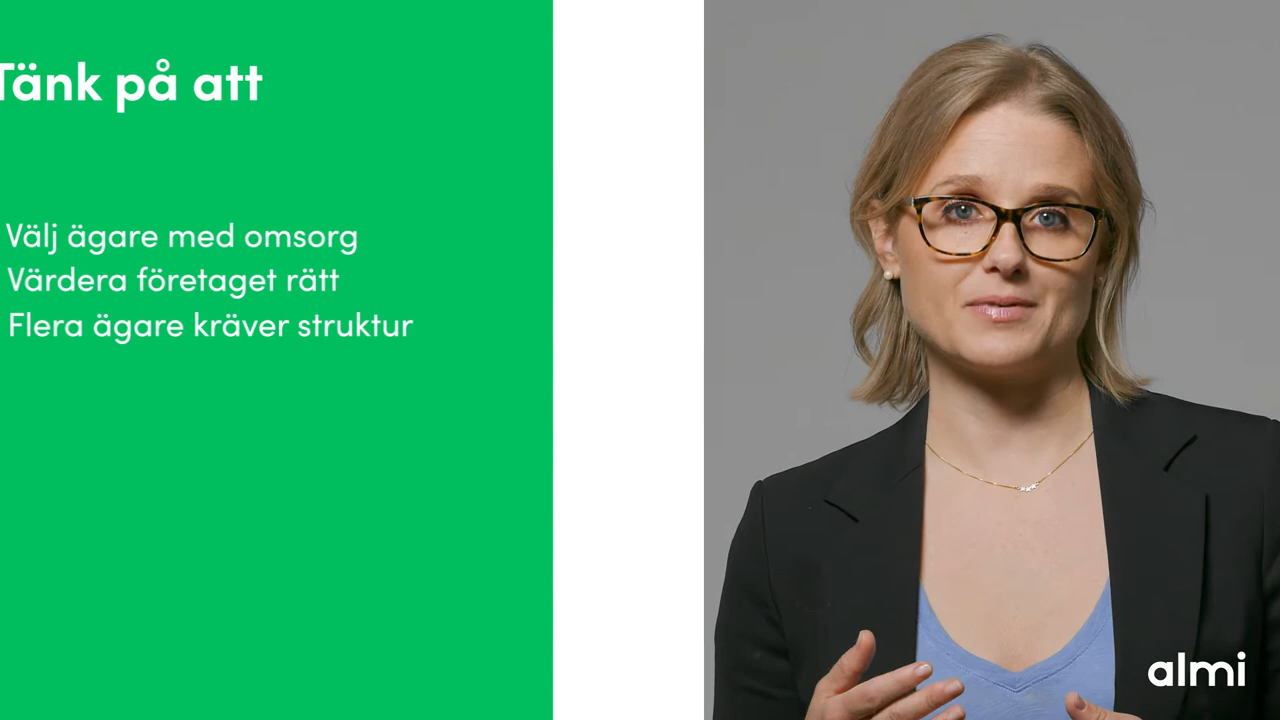 Tänk på att
Välj ägare med omsorg
Värdera företaget rätt
Flera ägare kräver struktur
almi